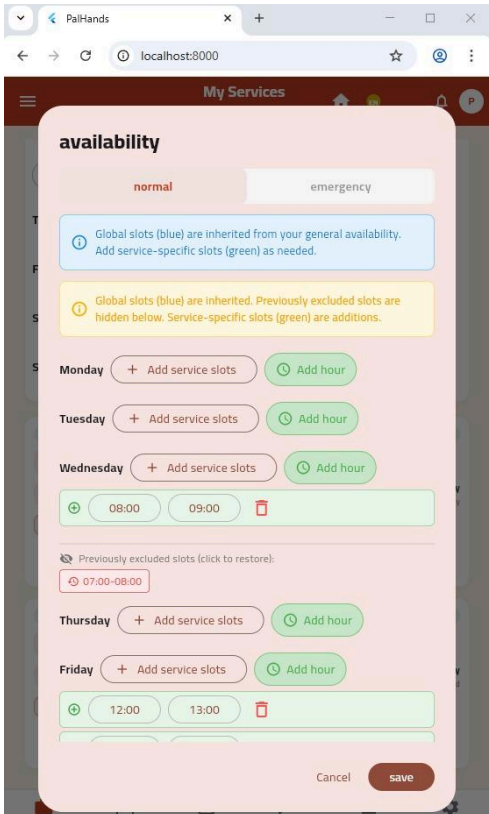 PalHands
localhost:8000
My Services
EN
P
availability
normal
emergency
Global slots (blue) are inherited from your general availability.
Add service-specific slots (green) as needed.
Global slots (blue) are inherited. Previously excluded slots are
hidden below. Service-specific slots (green) are additions.
Monday + Add service slots Add hour
Tuesday + Add service slots Add hour
Wednesday + Add service slots Add hour
08:00 09:00
Previously excluded slots (click to restore):
07:00-08:00
Thursday + Add service slots Add hour
Friday + Add service slots Add hour
12:00 13:00
Cancel save